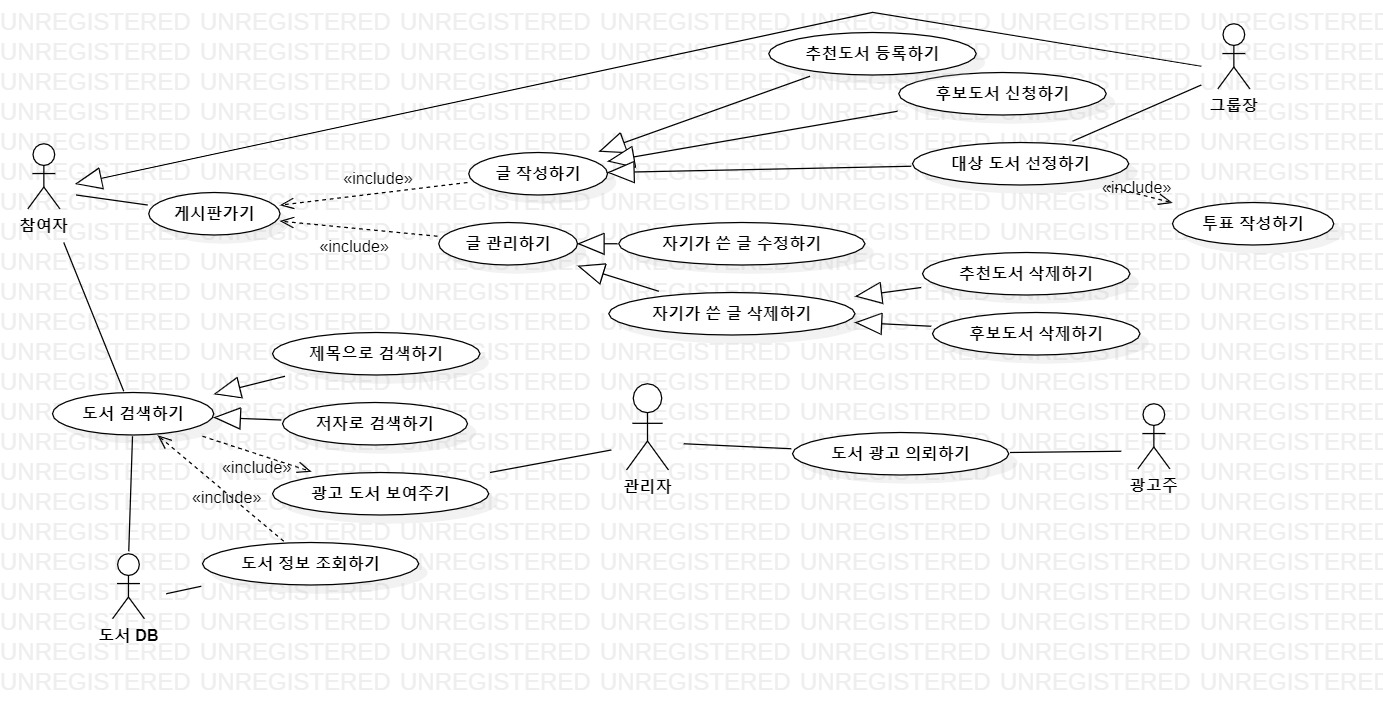 추천도서 등록하기
후보도서 신청하기
그룹장
글 작성하기
대상 도서 선정하기
«include»
«include»
참여자
게시판가기
투표 작성하기
«include»
글 관리하기
자기가 쓴 글 수정하기
추천도서 삭제하기
자기가 쓴 글 삭제하기
후보도서 삭제하기
제목으로 검색하기
도서 검색하기
저자로 검색하기
«include»
도서 광고 의뢰하기
관리자
광고주
광고 도서 보여주기
«include»
도서 정보 조회하기
도서 DB
UNREGISTERED UNREGISTERED UNREGISTERED UNREGISTERED UNREGISTERED UNREGISTERED UNREGISTERED